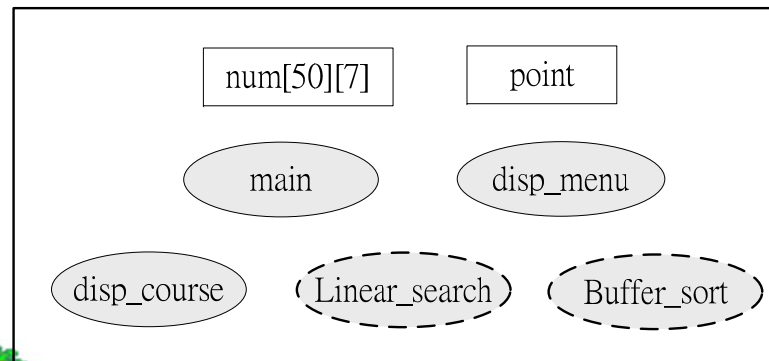 num[50][7]
point
main
disp_menu
disp_course
Linear_search
Buffer_sort